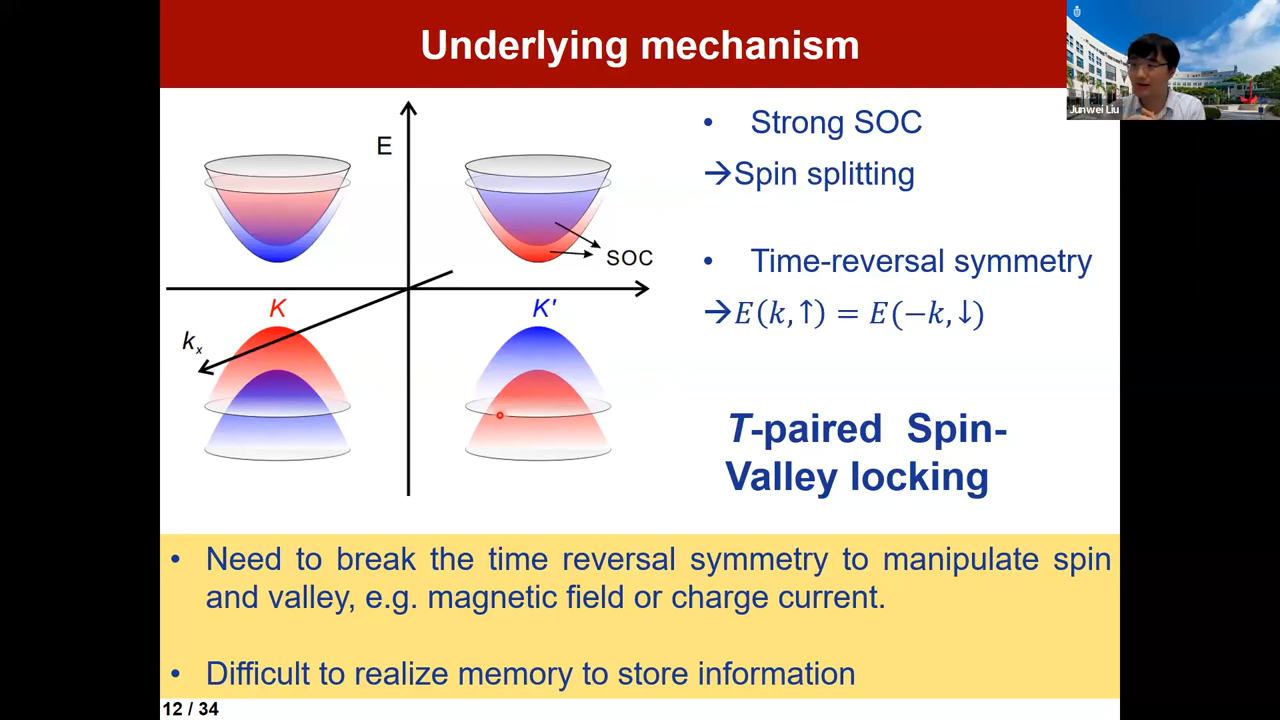 Underlying mechanism
Junwei Liu
E
SOC
K
K'
kₓ
• Strong SOC
→Spin splitting
• Time-reversal symmetry
→E(k,↑) = E(−k,↓)
T-paired Spin-
Valley locking
• Need to break the time reversal symmetry to manipulate spin
and valley, e.g. magnetic field or charge current.
• Difficult to realize memory to store information
12 / 34